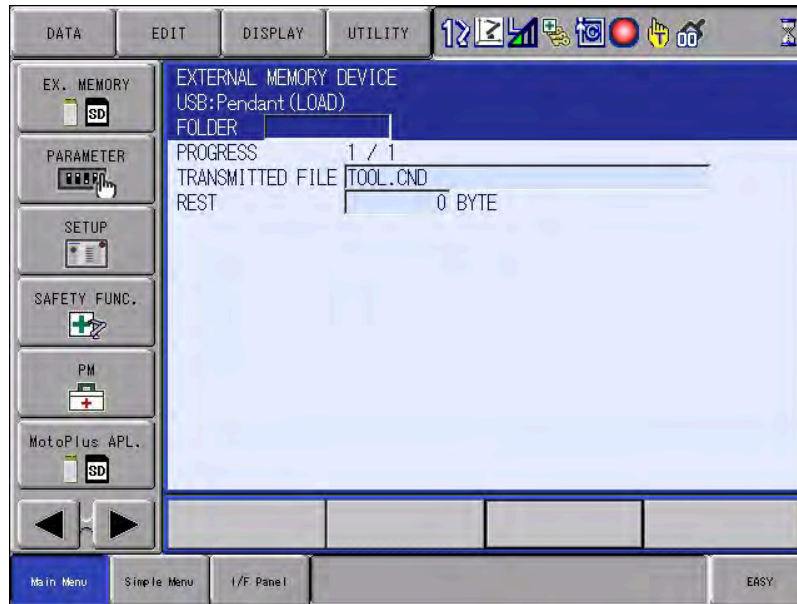 DATA EDIT DISPLAY UTILITY
EX. MEMORY
SD
PARAMETER
SETUP
SAFETY FUNC.
PM
MotoPlus APL.
SD
EXTERNAL MEMORY DEVICE
USB:Pendant(LOAD)
FOLDER
PROGRESS 1 / 1
TRANSMITTED FILE TOOL.CND
REST 0 BYTE
Main Menu Simple Menu I/F Panel EASY